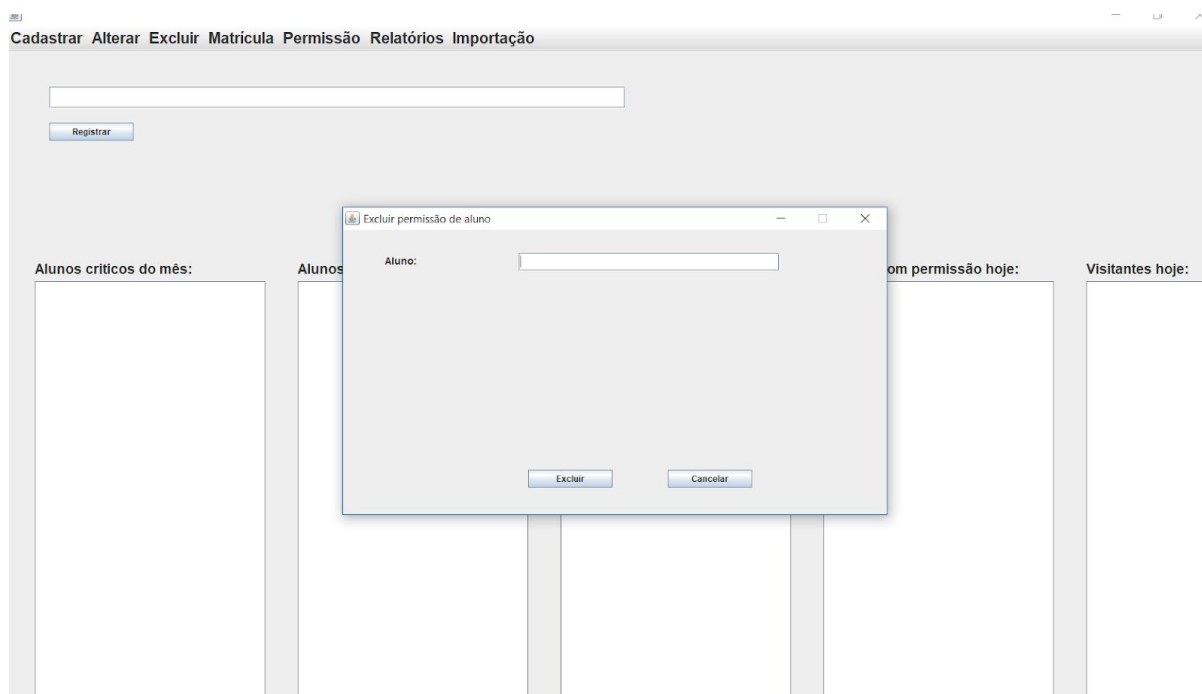 Cadastrar Alterar Excluir Matrícula Permissão Relatórios Importação
Registrar
Excluir permissão de aluno
Aluno:
Alunos criticos do mês:
Alunos
om permissão hoje:
Visitantes hoje:
Excluir
Cancelar